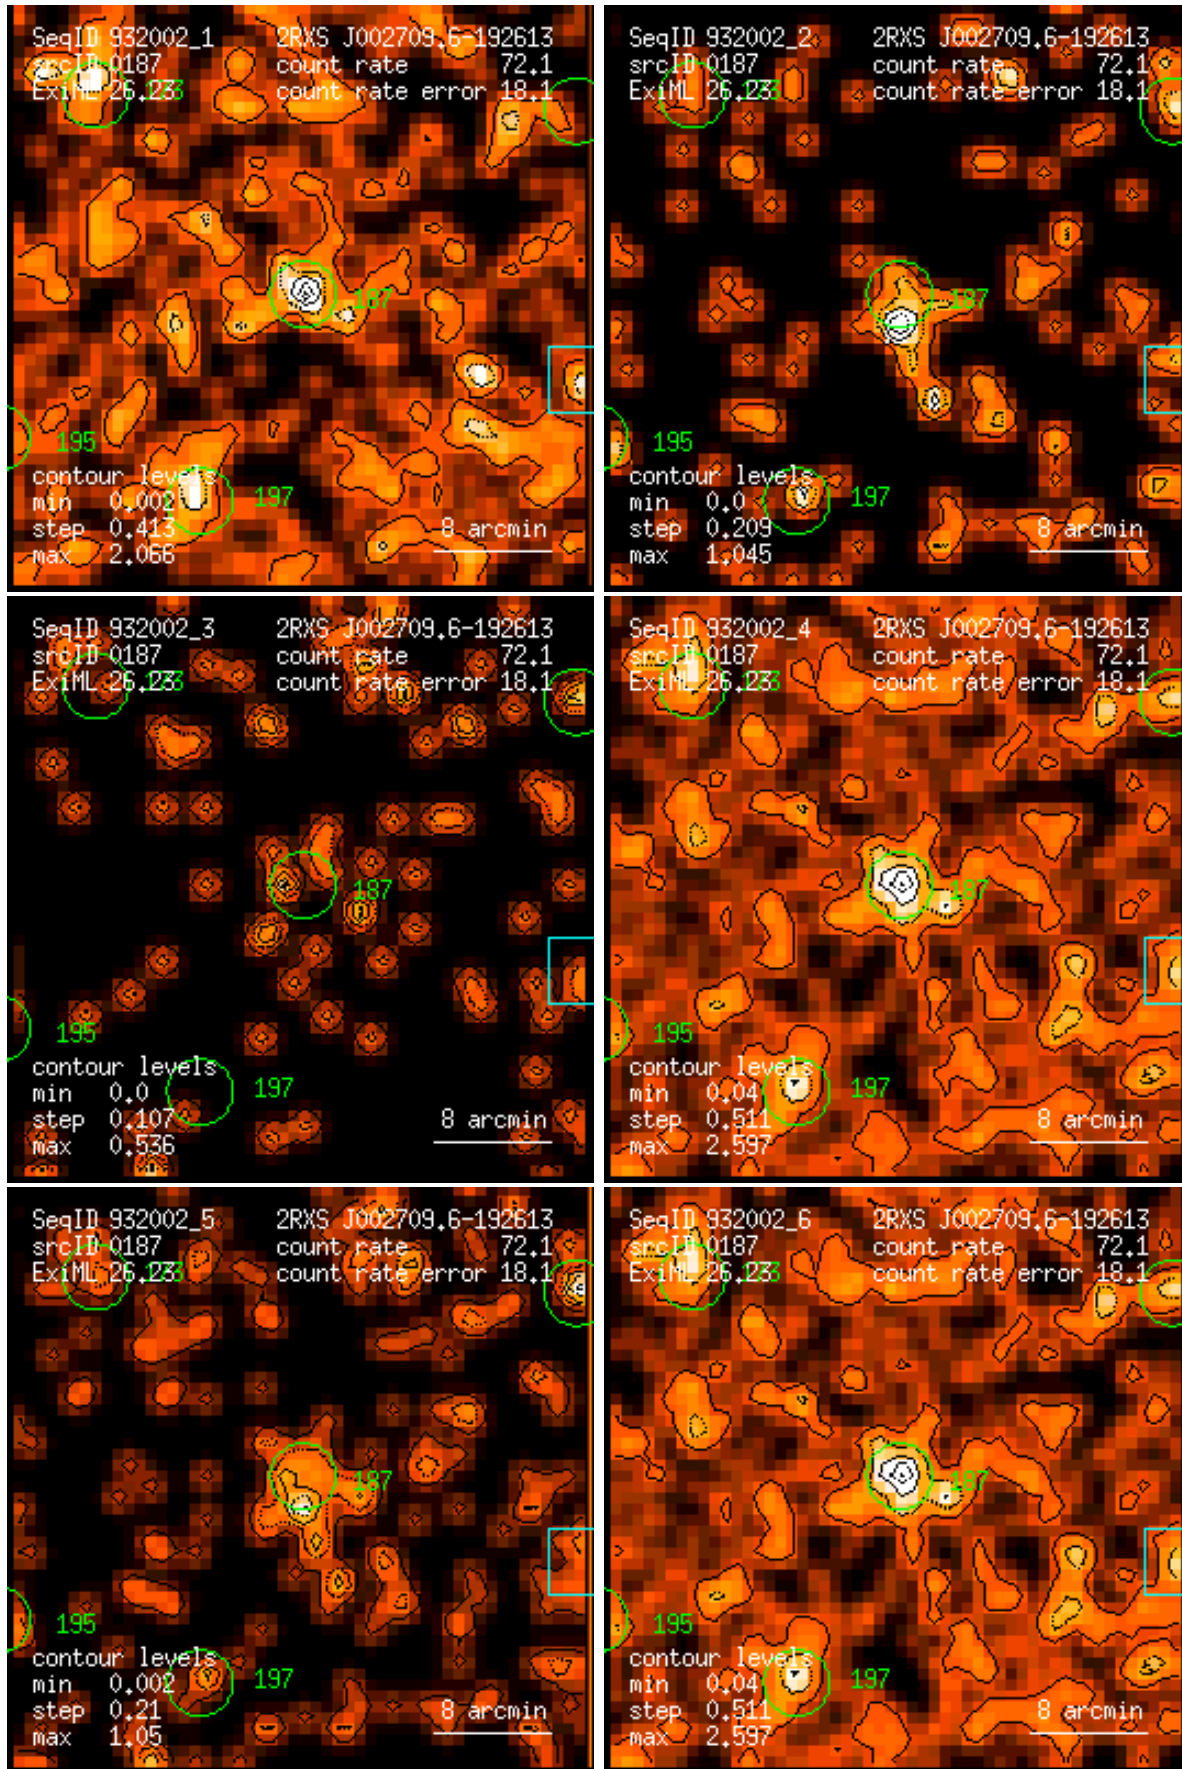 SeqID 932002_1 2RXS J002709.6-192613
srcID 0187 count rate 72.1
ExiML 26.23 count rate error 18.1
187
195
contour levels
197
min 0.002
step 0.413 8 arcmin
max 2.066
SeqID 932002_2 2RXS J002709.6-192613
srcID 0187 count rate 72.1
ExiML 26.23 count rate error 18.1
187
195
contour levels
197
min 0.0
step 0.209 8 arcmin
max 1.045
SeqID 932002_3 2RXS J002709.6-192613
srcID 0187 count rate 72.1
ExiML 26.23 count rate error 18.1
187
195
contour levels
197
min 0.0
step 0.107 8 arcmin
max 0.536
SeqID 932002_4 2RXS J002709.6-192613
srcID 0187 count rate 72.1
ExiML 26.23 count rate error 18.1
187
195
contour levels
197
min 0.04
step 0.511 8 arcmin
max 2.597
SeqID 932002_5 2RXS J002709.6-192613
srcID 0187 count rate 72.1
ExiML 26.23 count rate error 18.1
187
195
contour levels
197
min 0.002
step 0.21 8 arcmin
max 1.05
SeqID 932002_6 2RXS J002709.6-192613
srcID 0187 count rate 72.1
ExiML 26.23 count rate error 18.1
187
195
contour levels
197
min 0.04
step 0.511 8 arcmin
max 2.597